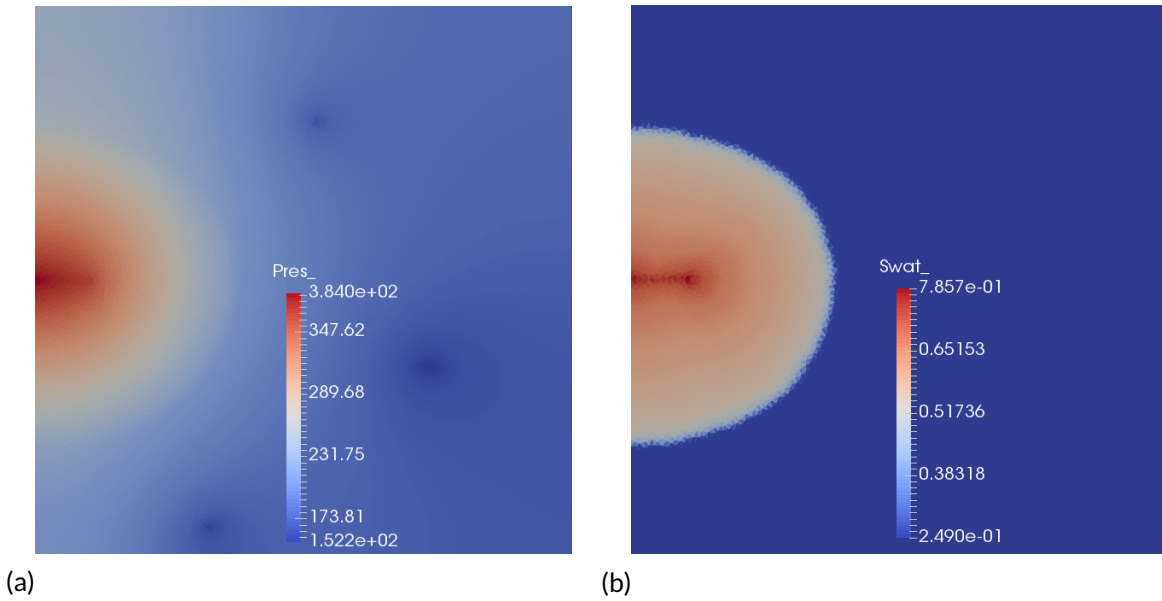 Pres_
3.840e+02
347.62
289.68
231.75
173.81
1.522e+02
(a)
Swat_
7.857e-01
0.65153
0.51736
0.38318
2.490e-01
(b)